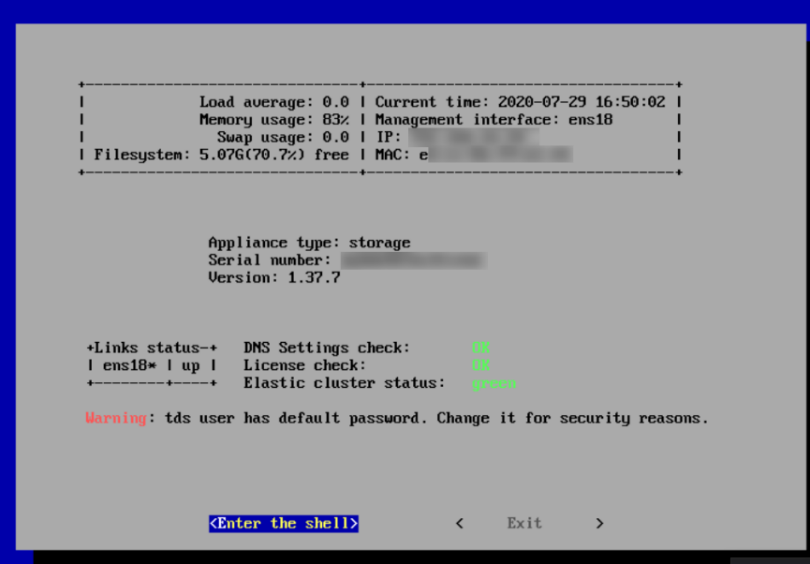 +-------------------------------+-----------------------------------+
|             Load average: 0.0 | Current time: 2020-07-29 16:50:02 |
|             Memory usage: 83% | Management interface: ens18       |
|               Swap usage: 0.0 | IP:                               |
| Filesystem: 5.07G(70.7%) free | MAC: e                            |
+-------------------------------+-----------------------------------+
Appliance type: storage
Serial number:
Version: 1.37.7
+Links status-+   DNS Settings check:       OK
| ens18* | up |   License check:            OK
+--------+----+   Elastic cluster status:   green
Warning: tds user has default password. Change it for security reasons.
<Enter the shell>           <     Exit      >